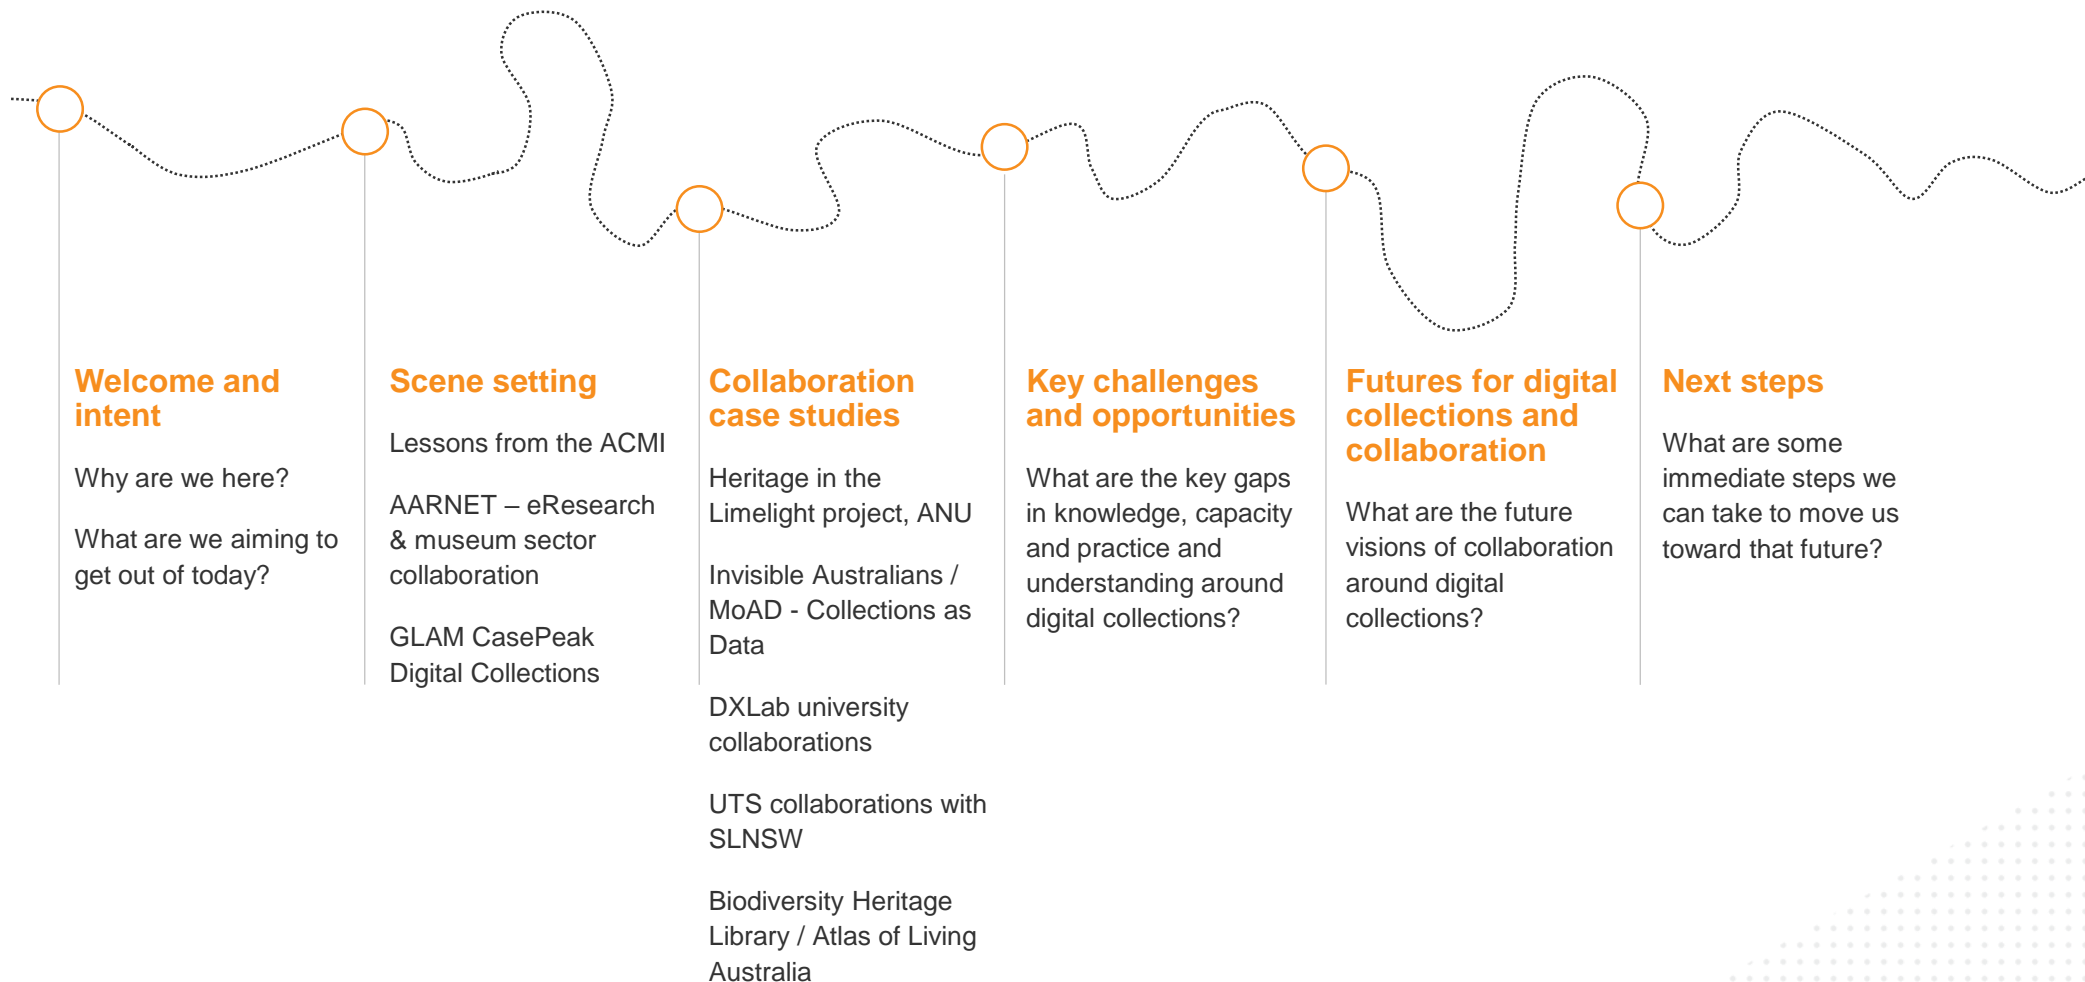 Welcome and
intent
Why are we here?
What are we aiming to
get out of today?
Scene setting
Lessons from the ACMI
AARNET – eResearch
& museum sector
collaboration
GLAM CasePeak
Digital Collections
Collaboration
case studies
Heritage in the
Limelight project, ANU
Invisible Australians /
MoAD - Collections as
Data
DXLab university
collaborations
UTS collaborations with
SLNSW
Biodiversity Heritage
Library / Atlas of Living
Australia
Key challenges
and opportunities
What are the key gaps
in knowledge, capacity
and practice and
understanding around
digital collections?
Futures for digital
collections and
collaboration
What are the future
visions of collaboration
around digital
collections?
Next steps
What are some
immediate steps we
can take to move us
toward that future?